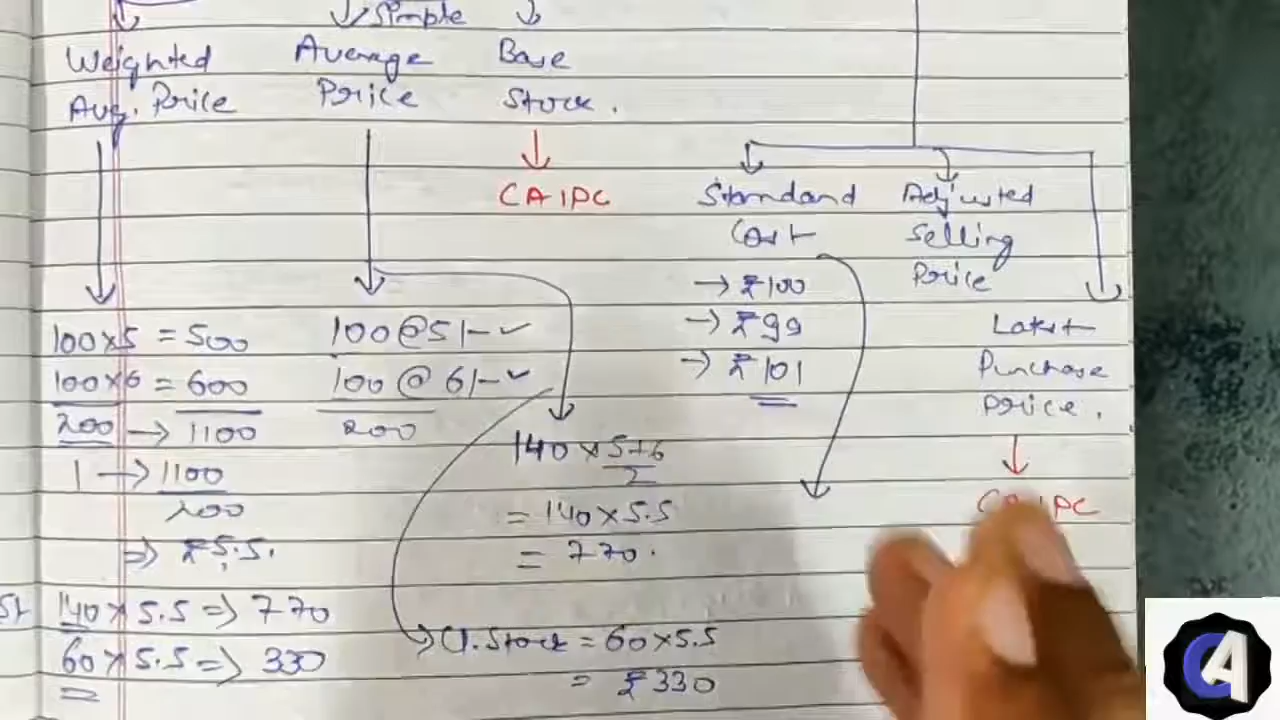 Simple
Weighted
Avg. Price
Average
Price
Base
Stock.
CA IPC
Standard
Cost
→ ₹100
→ ₹99
→ ₹101
Adjusted
Selling
Price
Latest
Purchase
Price.
CA IPC
100×5 = 500
100×6 = 600
200 → 1100
1 → 1100
200
⇒ ₹5.5.
140×5.5 ⇒ 770
60×5.5 ⇒ 330
100@5/- ✓
100@6/- ✓
200
140×5+6
2
= 140×5.5
= 770.
→ Cl. Stock = 60×5.5
= ₹330
CA